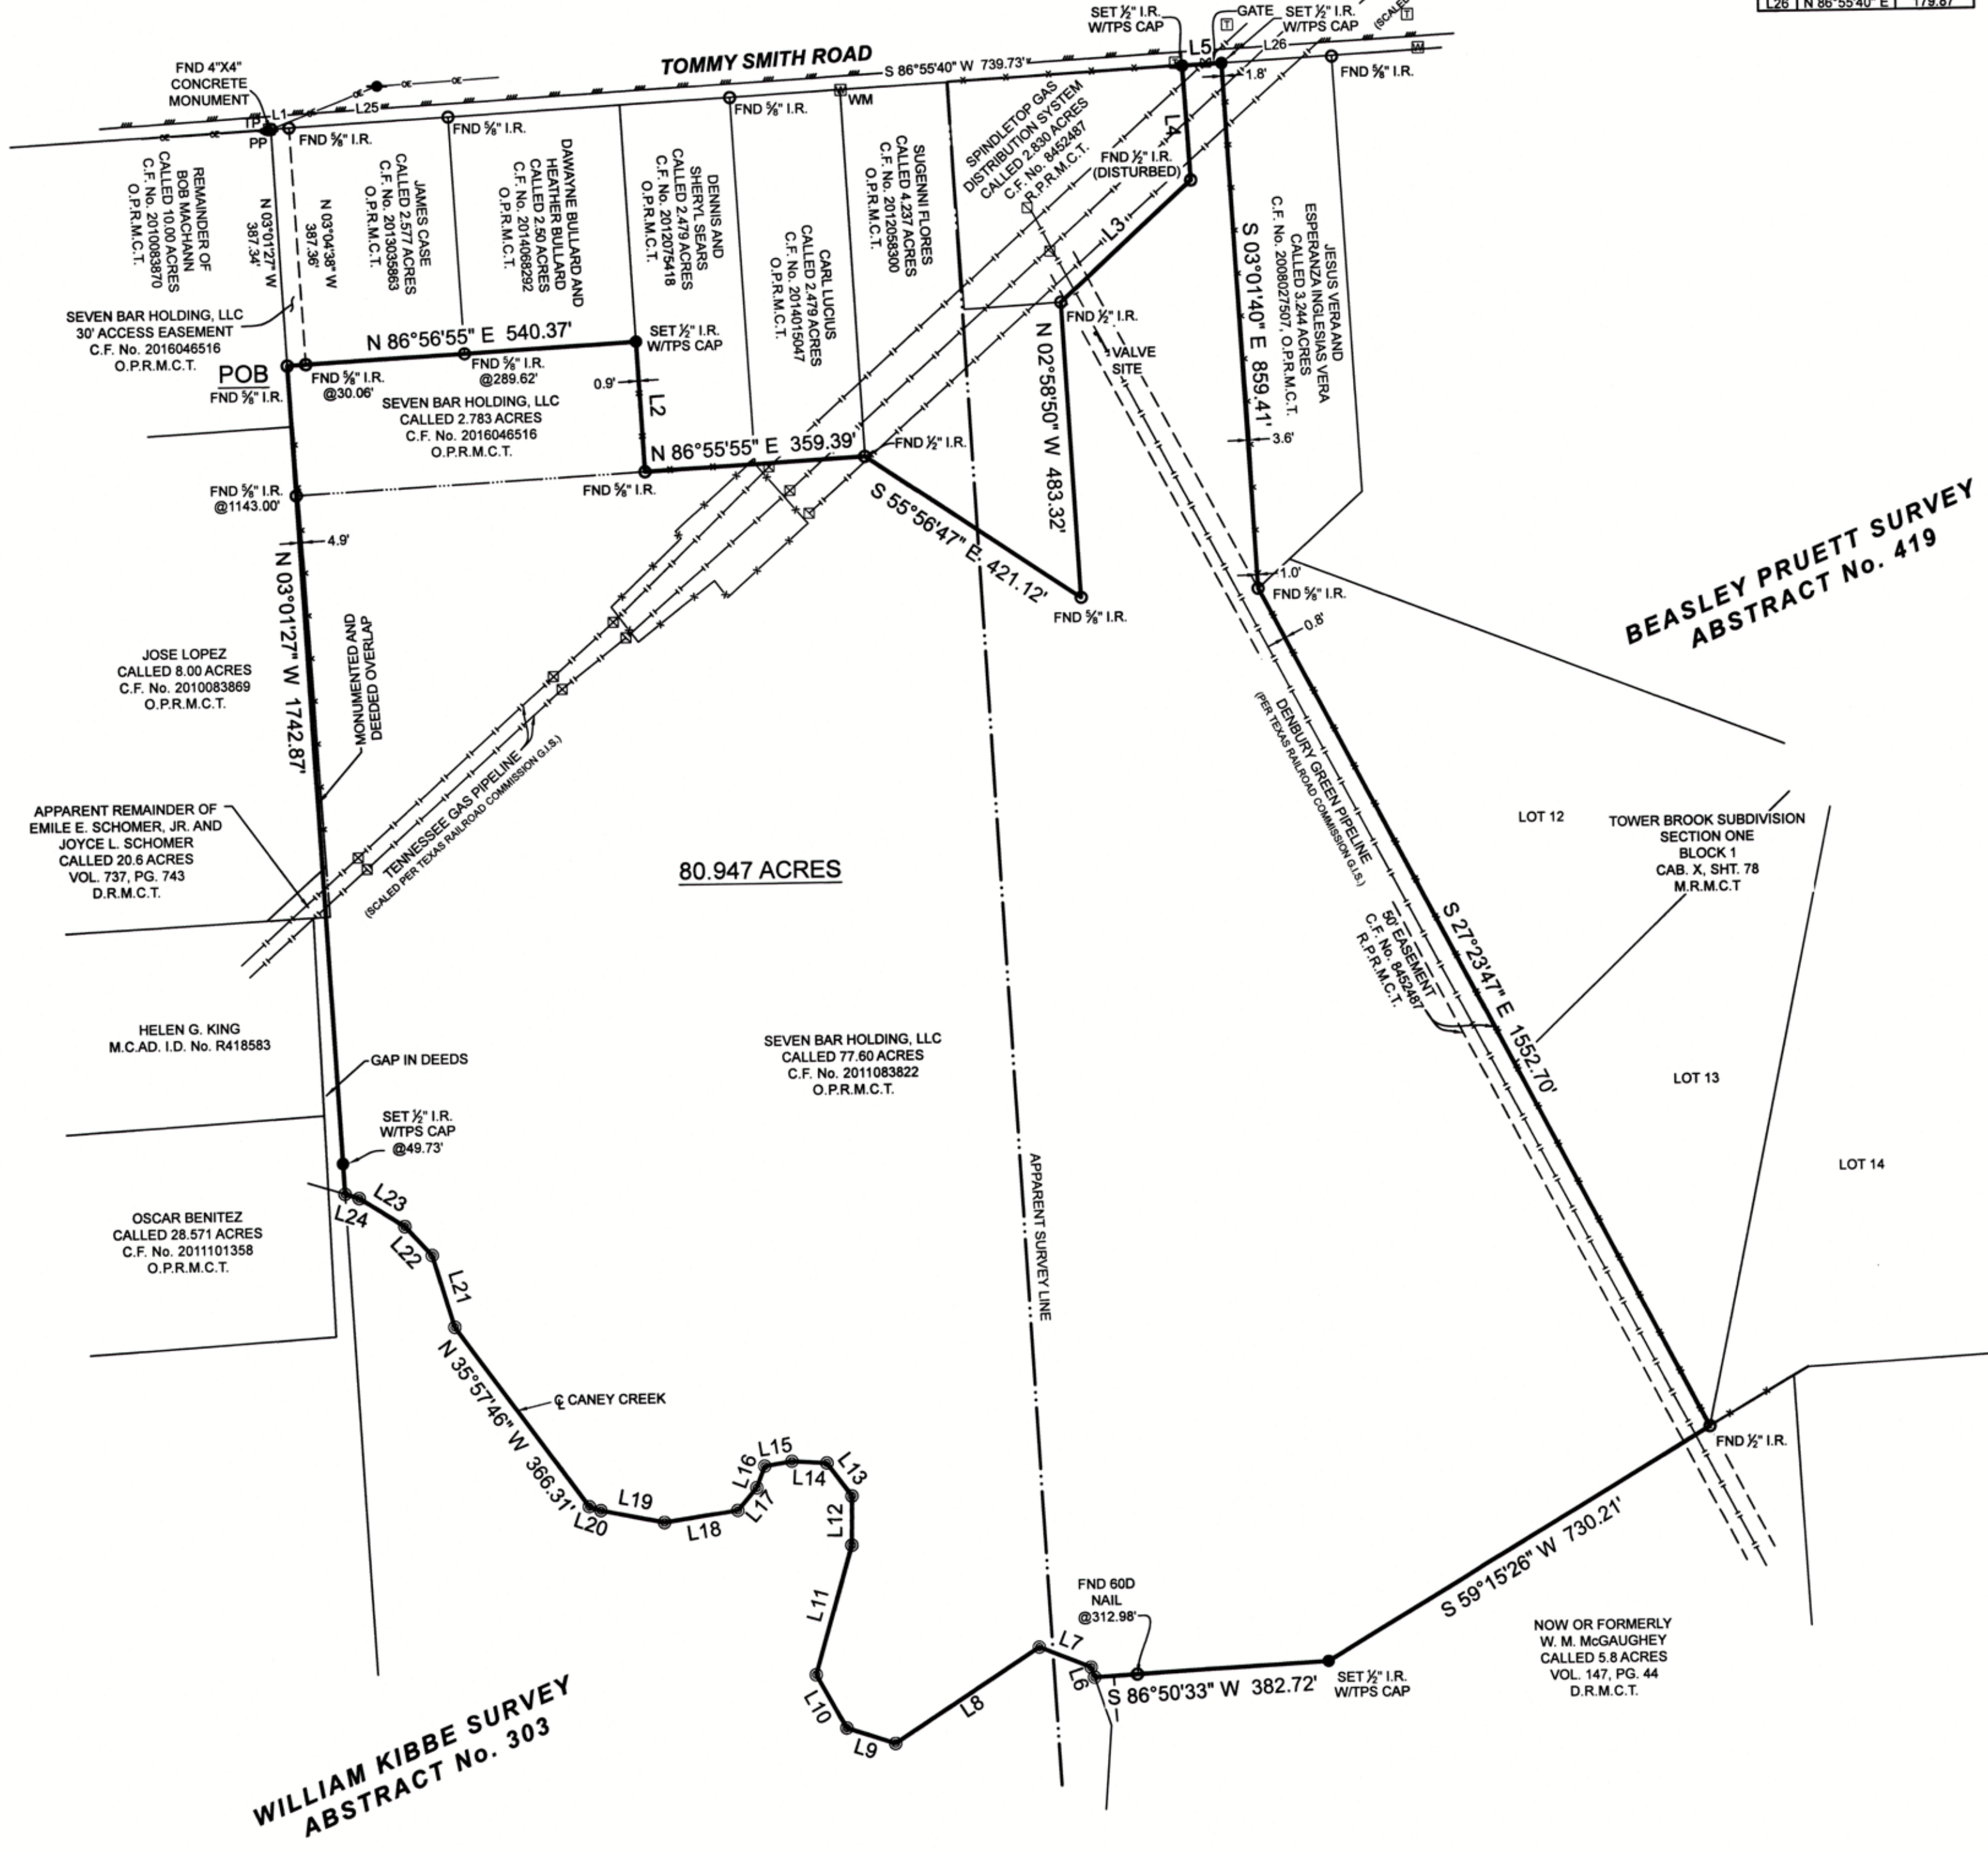 SET ½" I.R.
W/TPS CAP
GATE
SET ½" I.R.
W/TPS CAP
T
(SCALED
T
L26 N 86°55'40" E 179.87'
FND 4"X4"
CONCRETE
MONUMENT
TOMMY SMITH ROAD
S 86°55'40" W 739.73'
L5
L26
W
FND ⅝" I.R.
1.8'
L1
L25
TP
PP
FND ⅝" I.R.
FND ⅝" I.R.
FND ⅝" I.R.
W
WM
T
OE
OE
REMAINDER OF
BOB MACHANN
CALLED 10.00 ACRES
C.F. No. 2010083870
O.P.R.M.C.T.
N 03°01'27" W
387.34'
N 03°04'38" W
387.36'
JAMES CASE
CALLED 2.577 ACRES
C.F. No. 2013035863
O.P.R.M.C.T.
DAWAYNE BULLARD AND
HEATHER BULLARD
CALLED 2.50 ACRES
C.F. No. 2014068292
O.P.R.M.C.T.
DENNIS AND
SHERYL SEARS
CALLED 2.479 ACRES
C.F. No. 2012075418
O.P.R.M.C.T.
CARL LUCIUS
CALLED 2.479 ACRES
C.F. No. 2014015047
O.P.R.M.C.T.
SUGENNI FLORES
CALLED 4.237 ACRES
C.F. No. 2012058300
O.P.R.M.C.T.
SPINDLETOP GAS
DISTRIBUTION SYSTEM
CALLED 2.830 ACRES
C.F. No. 8452487
R.P.R.M.C.T.
L4
FND ½" I.R.
(DISTURBED)
L3
S 03°01'40" E 859.41'
JESUS VERA AND
ESPERANZA INGLESIAS VERA
CALLED 3.244 ACRES
C.F. No. 2008027507, O.P.R.M.C.T.
SEVEN BAR HOLDING, LLC
30' ACCESS EASEMENT
C.F. No. 2016046516
O.P.R.M.C.T.
N 86°56'55" E 540.37'
SET ½" I.R.
W/TPS CAP
FND ½" I.R.
VALVE
SITE
POB
FND ⅝" I.R.
FND ⅝" I.R.
@30.06'
FND ⅝" I.R.
@289.62'
0.9'
L2
SEVEN BAR HOLDING, LLC
CALLED 2.783 ACRES
C.F. No. 2016046516
O.P.R.M.C.T.
N 86°55'55" E 359.39'
FND ½" I.R.
N 02°58'50" W 483.32'
3.6'
FND ⅝" I.R.
@1143.00'
FND ⅝" I.R.
S 55°56'47" E 421.12'
4.9'
1.0'
FND ⅝" I.R.
FND ⅝" I.R.
0.8'
BEASLEY PRUETT SURVEY
ABSTRACT No. 419
N 03°01'27" W 1742.87'
MONUMENTED AND
DEEDED OVERLAP
JOSE LOPEZ
CALLED 8.00 ACRES
C.F. No. 2010083869
O.P.R.M.C.T.
TENNESSEE GAS PIPELINE
(SCALED PER TEXAS RAILROAD COMMISSION G.I.S.)
DENBURY GREEN PIPELINE
(PER TEXAS RAILROAD COMMISSION G.I.S.)
APPARENT REMAINDER OF
EMILE E. SCHOMER, JR. AND
JOYCE L. SCHOMER
CALLED 20.6 ACRES
VOL. 737, PG. 743
D.R.M.C.T.
80.947 ACRES
LOT 12
TOWER BROOK SUBDIVISION
SECTION ONE
BLOCK 1
CAB. X, SHT. 78
M.R.M.C.T
50' EASEMENT
C.F. No. 8452487
R.P.R.M.C.T.
S 27°23'47" E 1552.70'
HELEN G. KING
M.C.AD. I.D. No. R418583
GAP IN DEEDS
SEVEN BAR HOLDING, LLC
CALLED 77.60 ACRES
C.F. No. 2011083822
O.P.R.M.C.T.
LOT 13
LOT 14
SET ½" I.R.
W/TPS CAP
@49.73'
APPARENT SURVEY LINE
OSCAR BENITEZ
CALLED 28.571 ACRES
C.F. No. 2011101358
O.P.R.M.C.T.
L24
L23
L22
L21
N 35°57'46" W 366.31'
℄ CANEY CREEK
L20
L19
L18
L17
L16
L15
L14
L13
L12
L11
L10
L9
L8
L7
L6
FND ½" I.R.
S 59°15'26" W 730.21'
FND 60D
NAIL
@312.98'
S 86°50'33" W 382.72'
SET ½" I.R.
W/TPS CAP
NOW OR FORMERLY
W. M. McGAUGHEY
CALLED 5.8 ACRES
VOL. 147, PG. 44
D.R.M.C.T.
WILLIAM KIBBE SURVEY
ABSTRACT No. 303